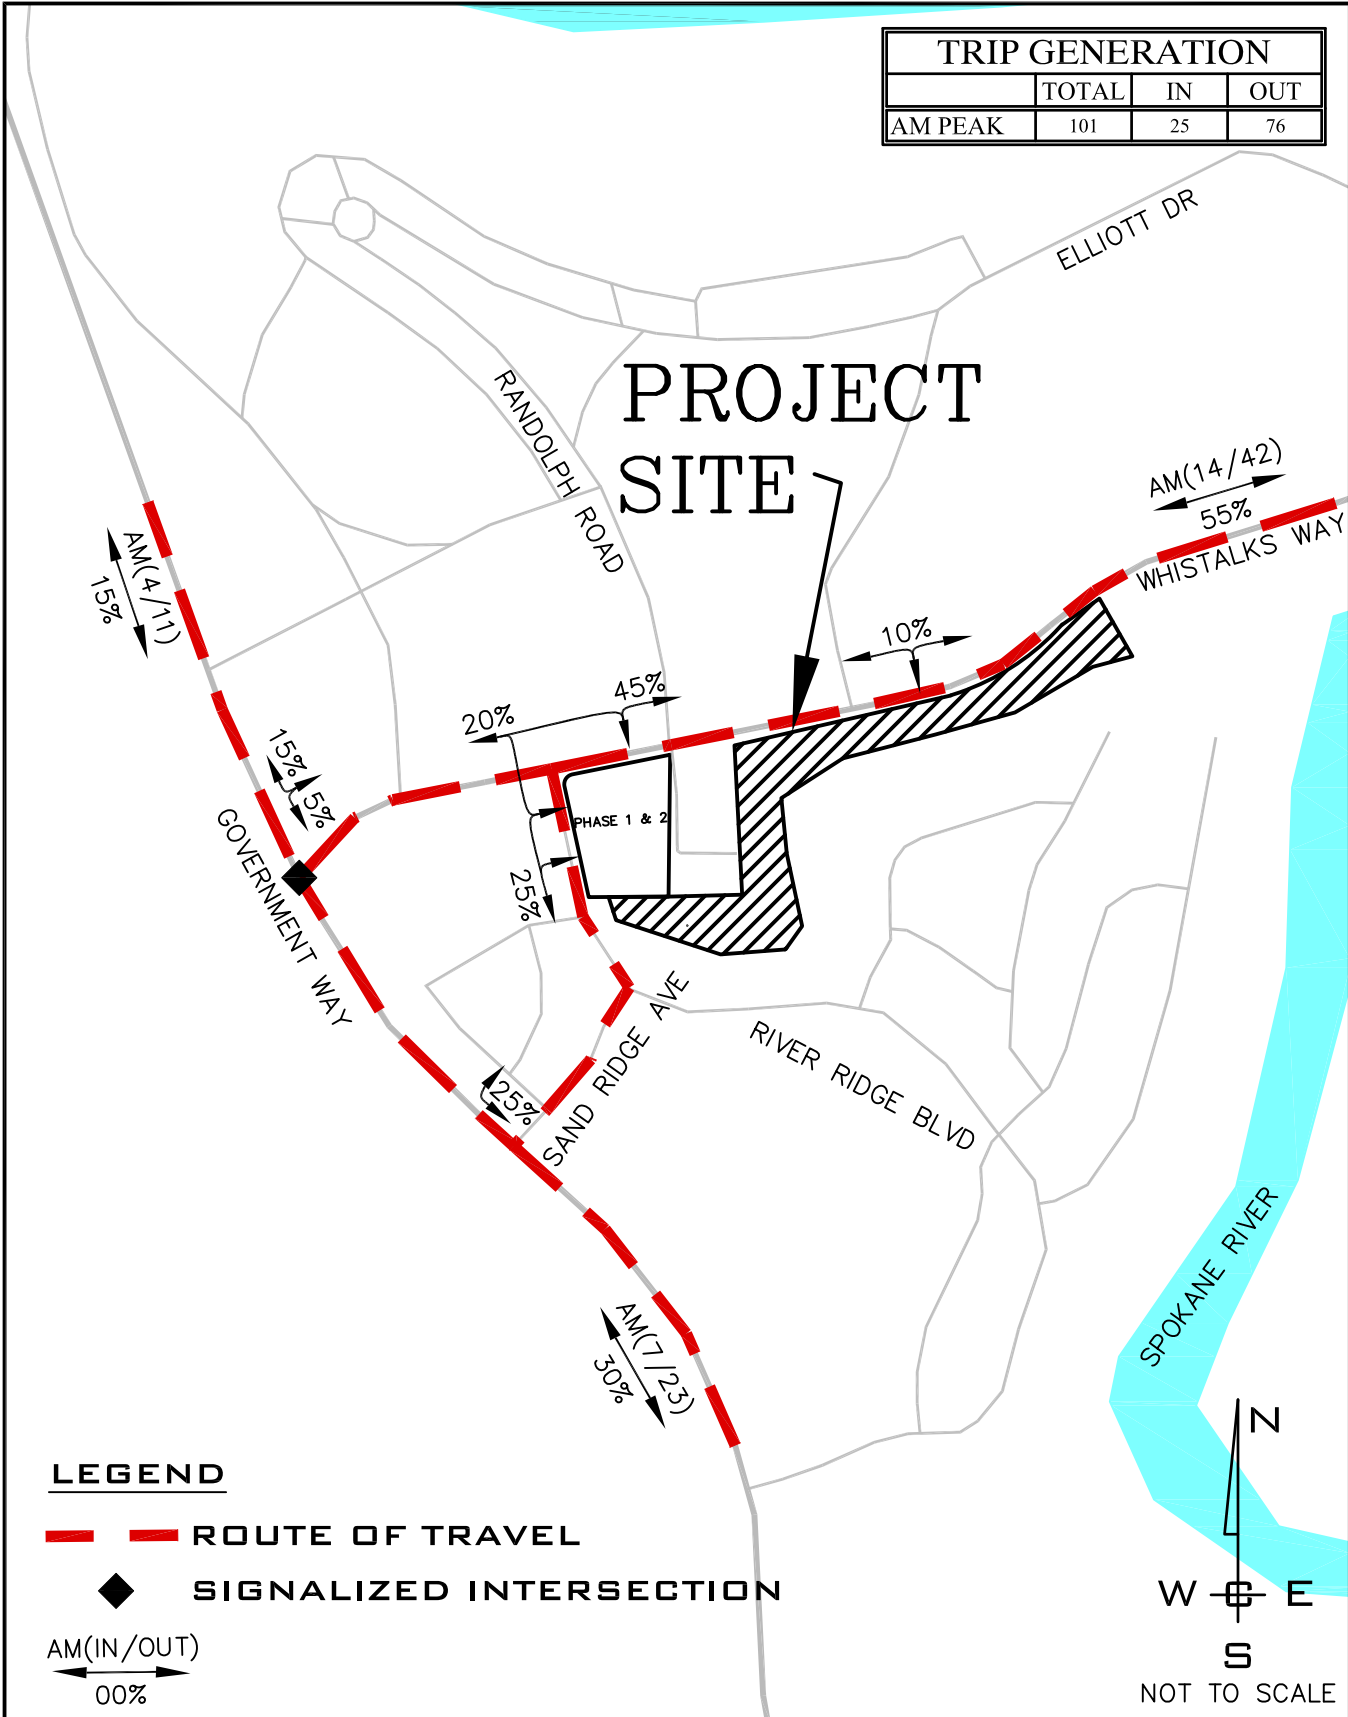 TRIP GENERATION
TOTAL IN OUT
AM PEAK 101 25 76
ELLIOTT DR
RANDOLPH ROAD
PROJECT
SITE
AM(14/42)
55%
WHISTALKS WAY
AM(4/11)
15%
10%
45%
20%
15%
5%
PHASE 1 & 2
GOVERNMENT WAY
25%
25%
SAND RIDGE AVE
RIVER RIDGE BLVD
SPOKANE RIVER
AM(7/23)
30%
LEGEND
ROUTE OF TRAVEL
SIGNALIZED INTERSECTION
AM(IN/OUT)
00%
N
W E
S
NOT TO SCALE